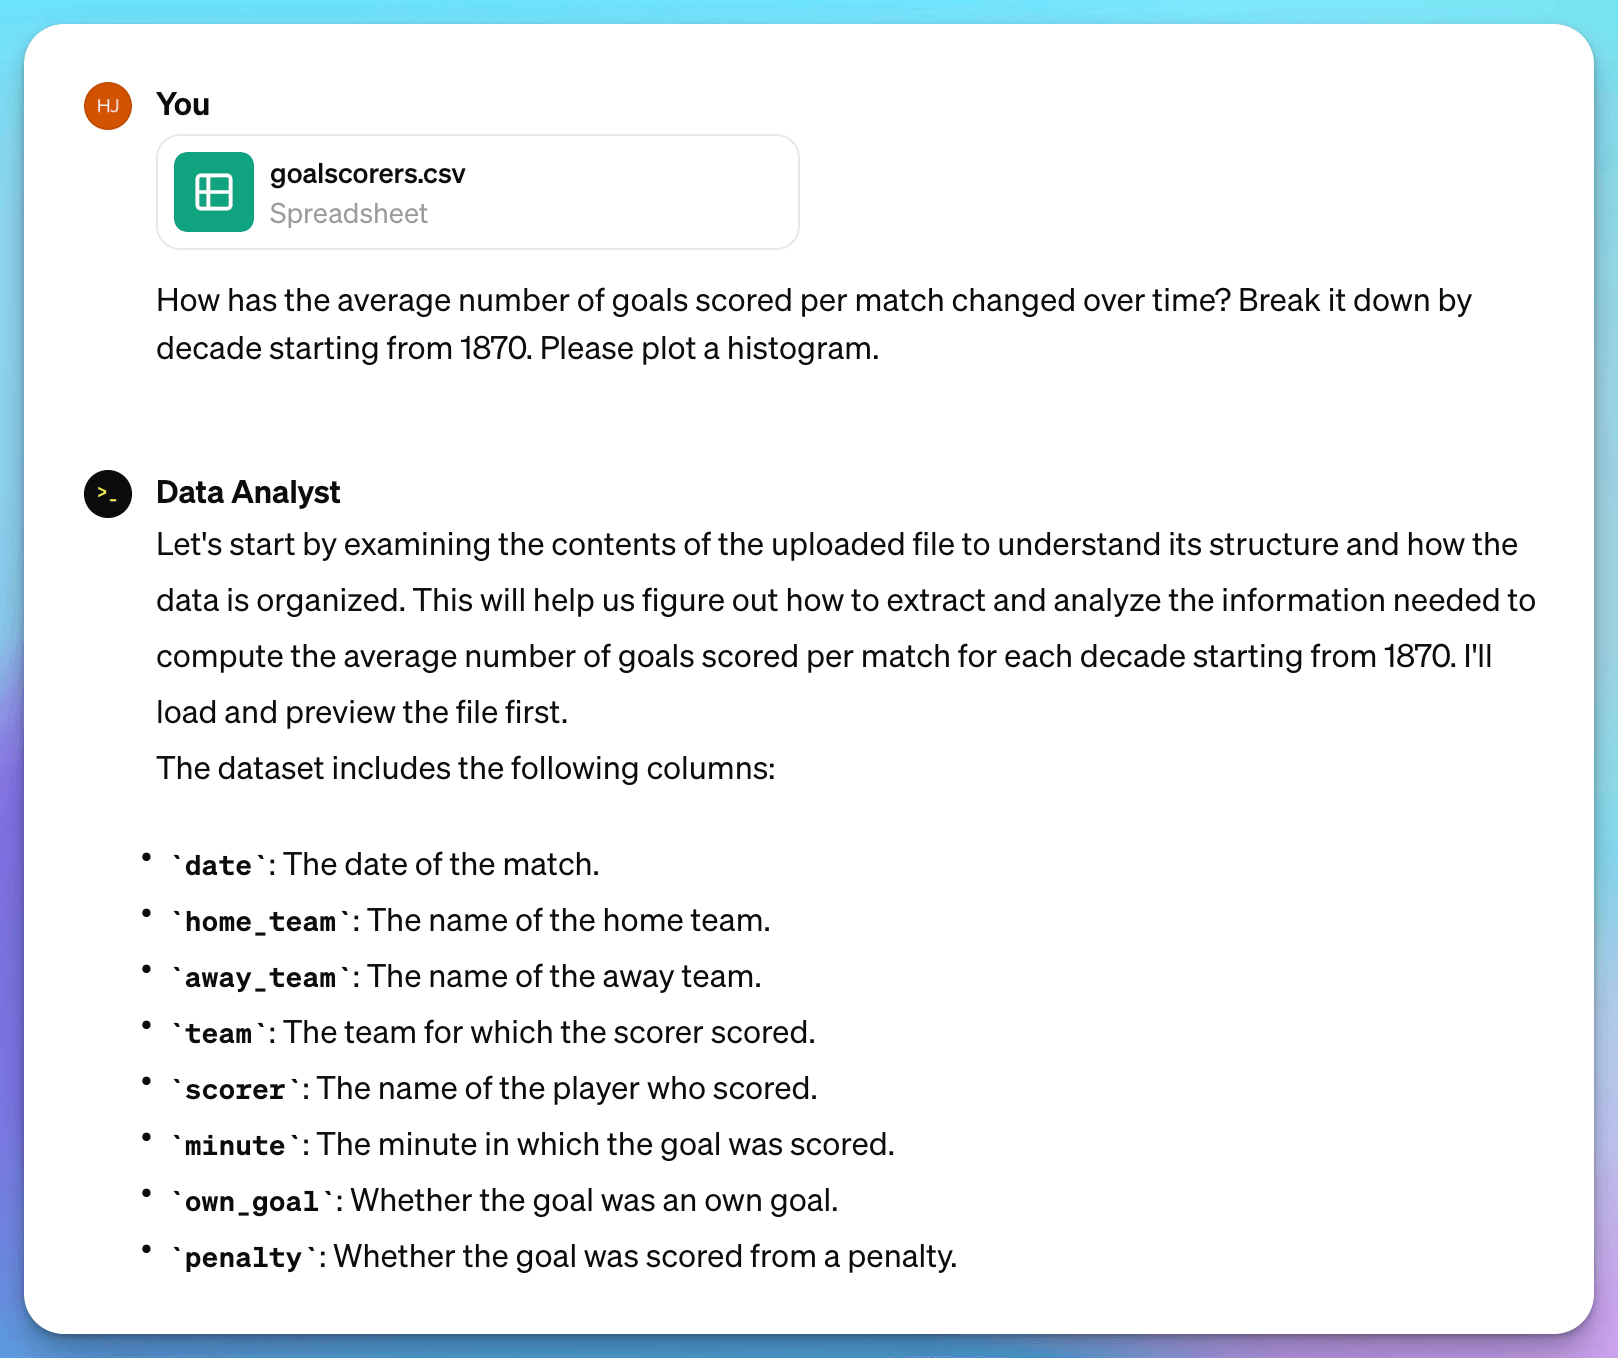 HJ
You
goalscorers.csv
Spreadsheet
How has the average number of goals scored per match changed over time? Break it down by
decade starting from 1870. Please plot a histogram.
>_
Data Analyst
Let's start by examining the contents of the uploaded file to understand its structure and how the
data is organized. This will help us figure out how to extract and analyze the information needed to
compute the average number of goals scored per match for each decade starting from 1870. I'll
load and preview the file first.
The dataset includes the following columns:
• `date`: The date of the match.
• `home_team`: The name of the home team.
• `away_team`: The name of the away team.
• `team`: The team for which the scorer scored.
• `scorer`: The name of the player who scored.
• `minute`: The minute in which the goal was scored.
• `own_goal`: Whether the goal was an own goal.
• `penalty`: Whether the goal was scored from a penalty.